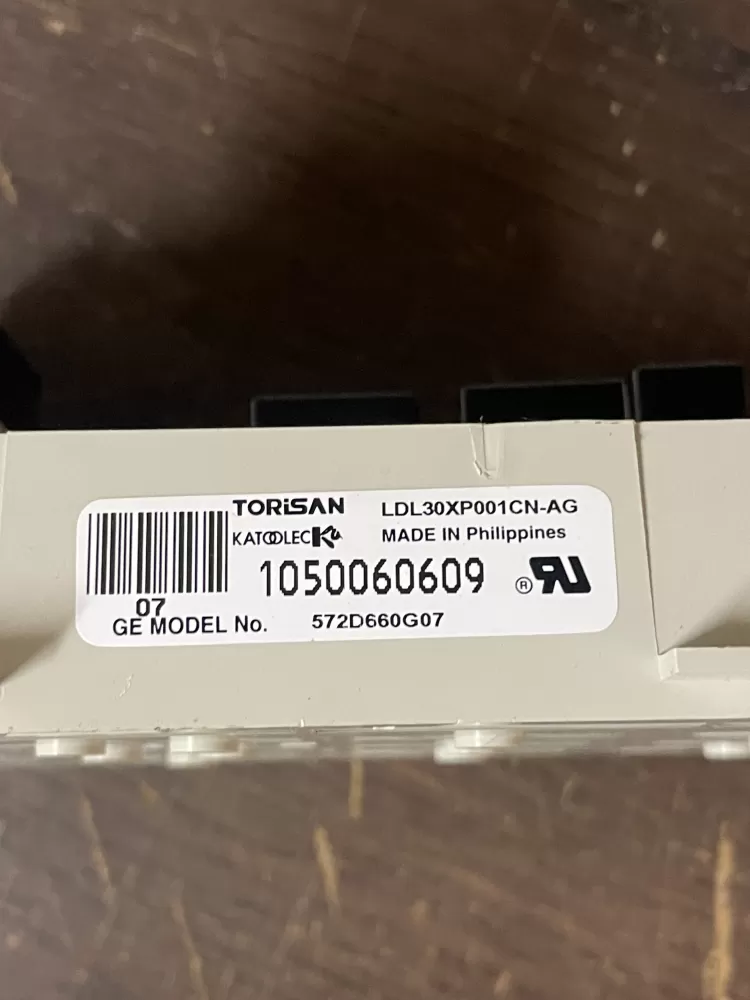 TORiSAN LDL30XP001CN-AG
KATOOLEC MADE IN Philippines
1050060609 ®
07
GE MODEL No. 572D660G07